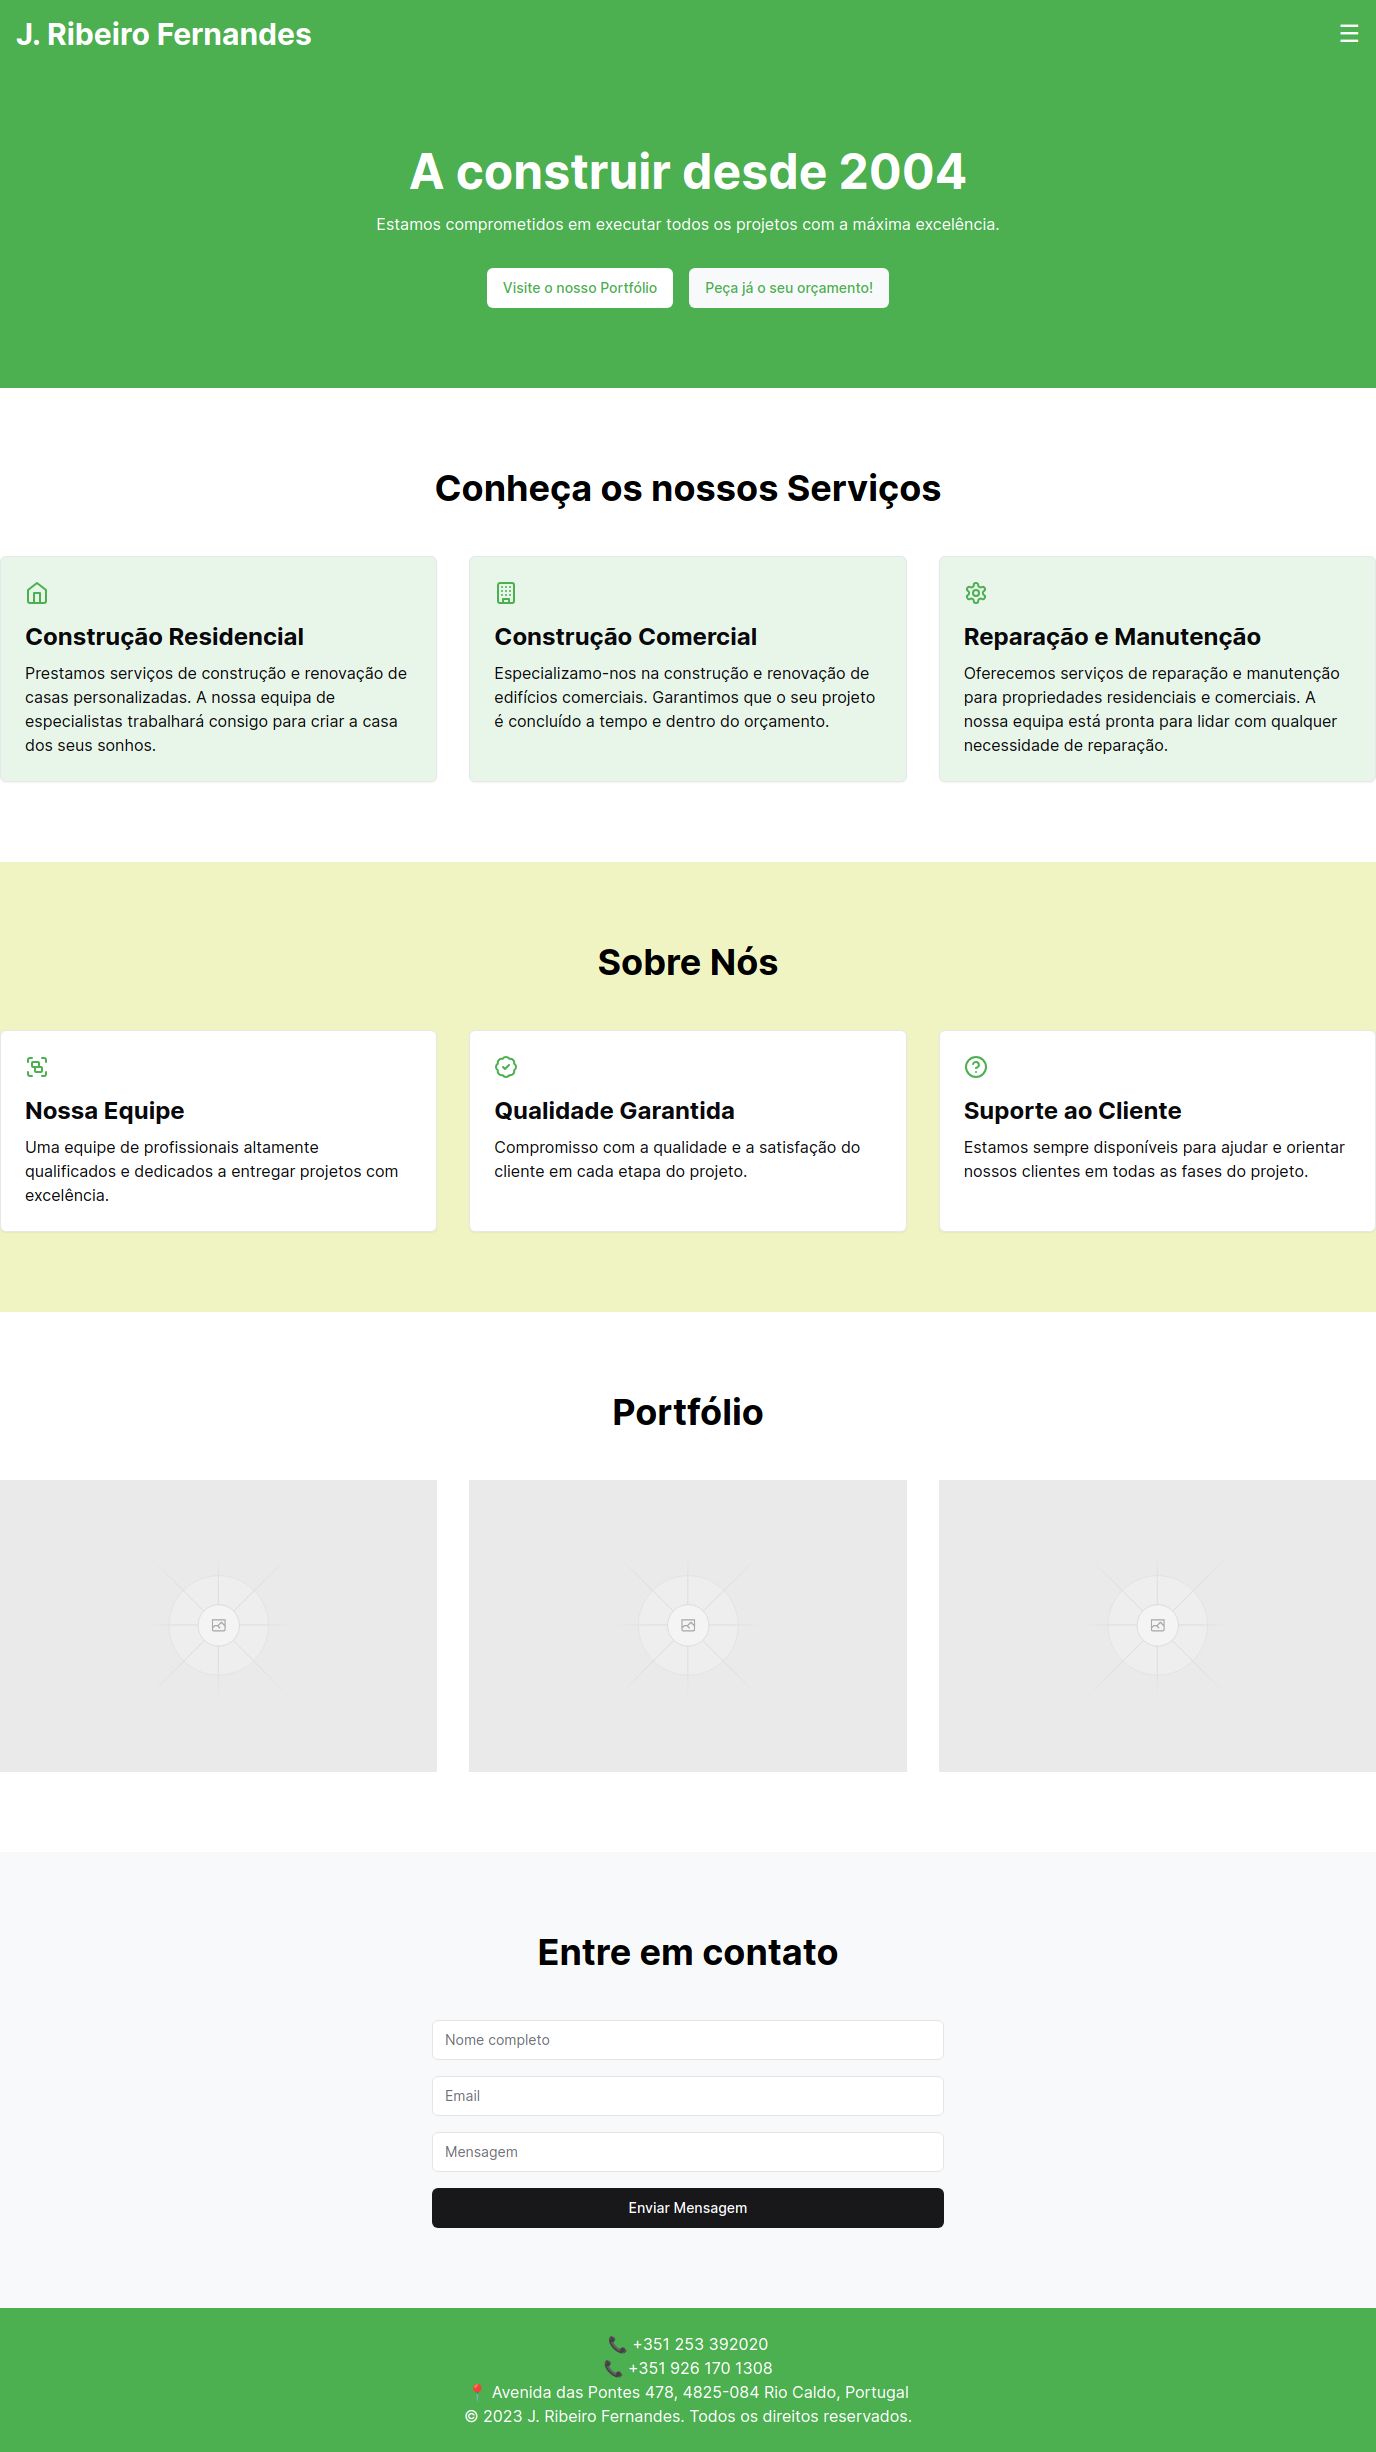 J. Ribeiro Fernandes
A construir desde 2004
Estamos comprometidos em executar todos os projetos com a máxima excelência.
Visite o nosso Portfólio
Peça já o seu orçamento!
Conheça os nossos Serviços
Construção Residencial
Prestamos serviços de construção e renovação de
casas personalizadas. A nossa equipa de
especialistas trabalhará consigo para criar a casa
dos seus sonhos.
Construção Comercial
Especializamo-nos na construção e renovação de
edifícios comerciais. Garantimos que o seu projeto
é concluído a tempo e dentro do orçamento.
Reparação e Manutenção
Oferecemos serviços de reparação e manutenção
para propriedades residenciais e comerciais. A
nossa equipa está pronta para lidar com qualquer
necessidade de reparação.
Sobre Nós
Nossa Equipe
Uma equipe de profissionais altamente
qualificados e dedicados a entregar projetos com
excelência.
Qualidade Garantida
Compromisso com a qualidade e a satisfação do
cliente em cada etapa do projeto.
Suporte ao Cliente
Estamos sempre disponíveis para ajudar e orientar
nossos clientes em todas as fases do projeto.
Portfólio
Entre em contato
Nome completo
Email
Mensagem
Enviar Mensagem
📞 +351 253 392020
📞 +351 926 170 1308
📍 Avenida das Pontes 478, 4825-084 Rio Caldo, Portugal
© 2023 J. Ribeiro Fernandes. Todos os direitos reservados.